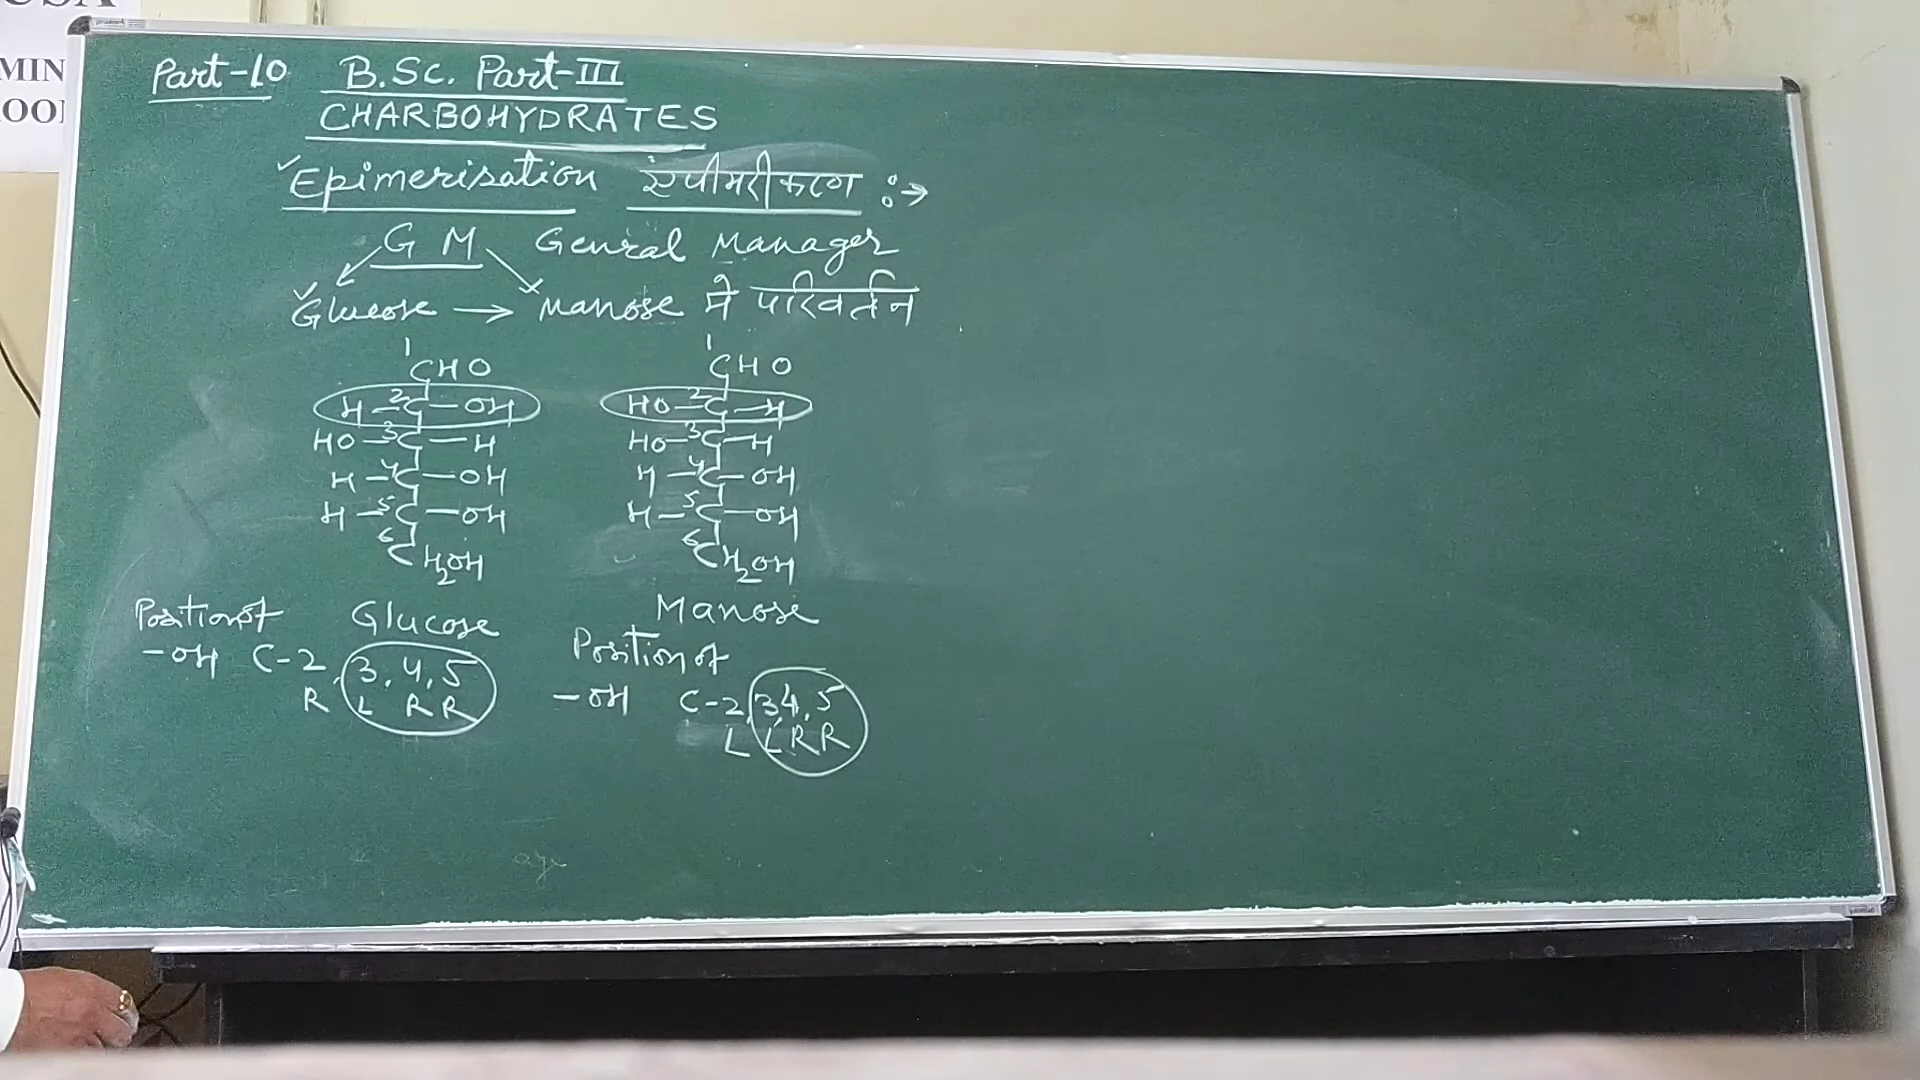 MIN
Part-10 B.Sc. Part-III
CHARBOHYDRATES
Epimerisation एपीमरीकरण :→
G M Genral Manager
Glucose → Manose में परिवर्तन
1
CHO
H-2C-OH
HO-3C-H
H-4C-OH
H-5C-OH
6CH2OH
Glucose
1
CHO
HO-2C-H
HO-3C-H
H-4C-OH
H-5C-OH
6CH2OH
Manose
Position of
-OH C-2, 3, 4, 5
R L R R
Position of
-OH C-2, 3, 4, 5
L L R R